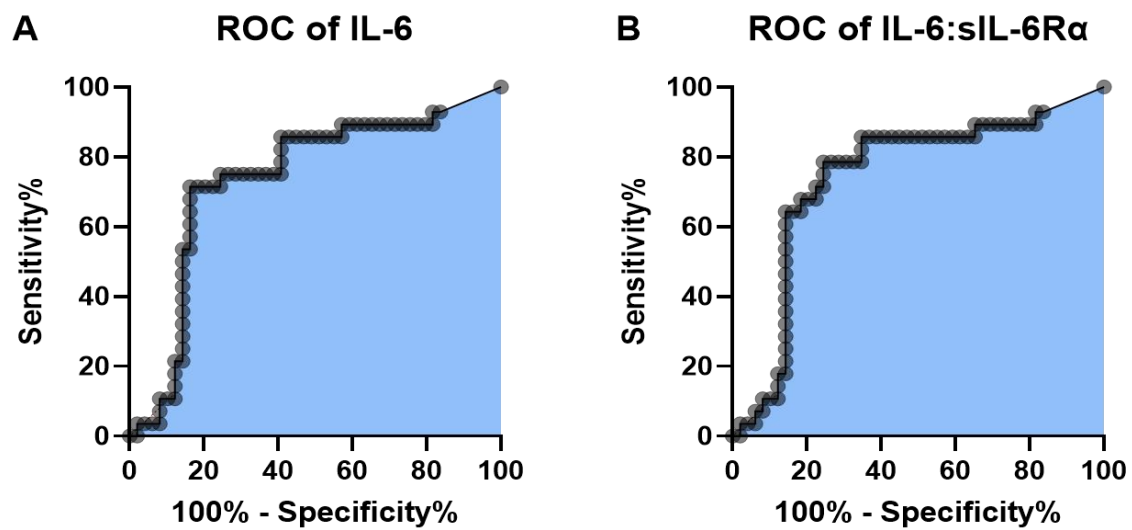 A
ROC of IL-6
100
80
60
40
20
0
Sensitivity%
0 20 40 60 80 100
100% - Specificity%
B
ROC of IL-6:sIL-6Rα
100
80
60
40
20
0
Sensitivity%
0 20 40 60 80 100
100% - Specificity%